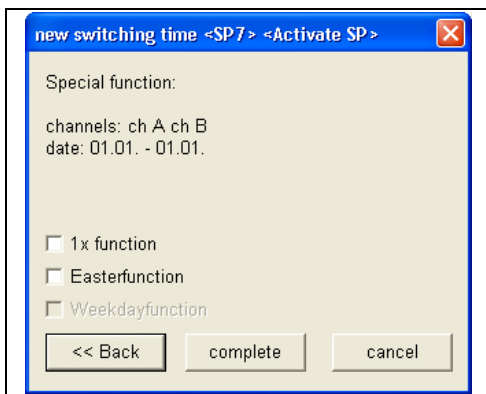 new switching time <SP7> <Activate SP>
Special function:
channels: ch A ch B
date: 01.01. - 01.01.
1x function
Easterfunction
Weekdayfunction
<< Back complete cancel